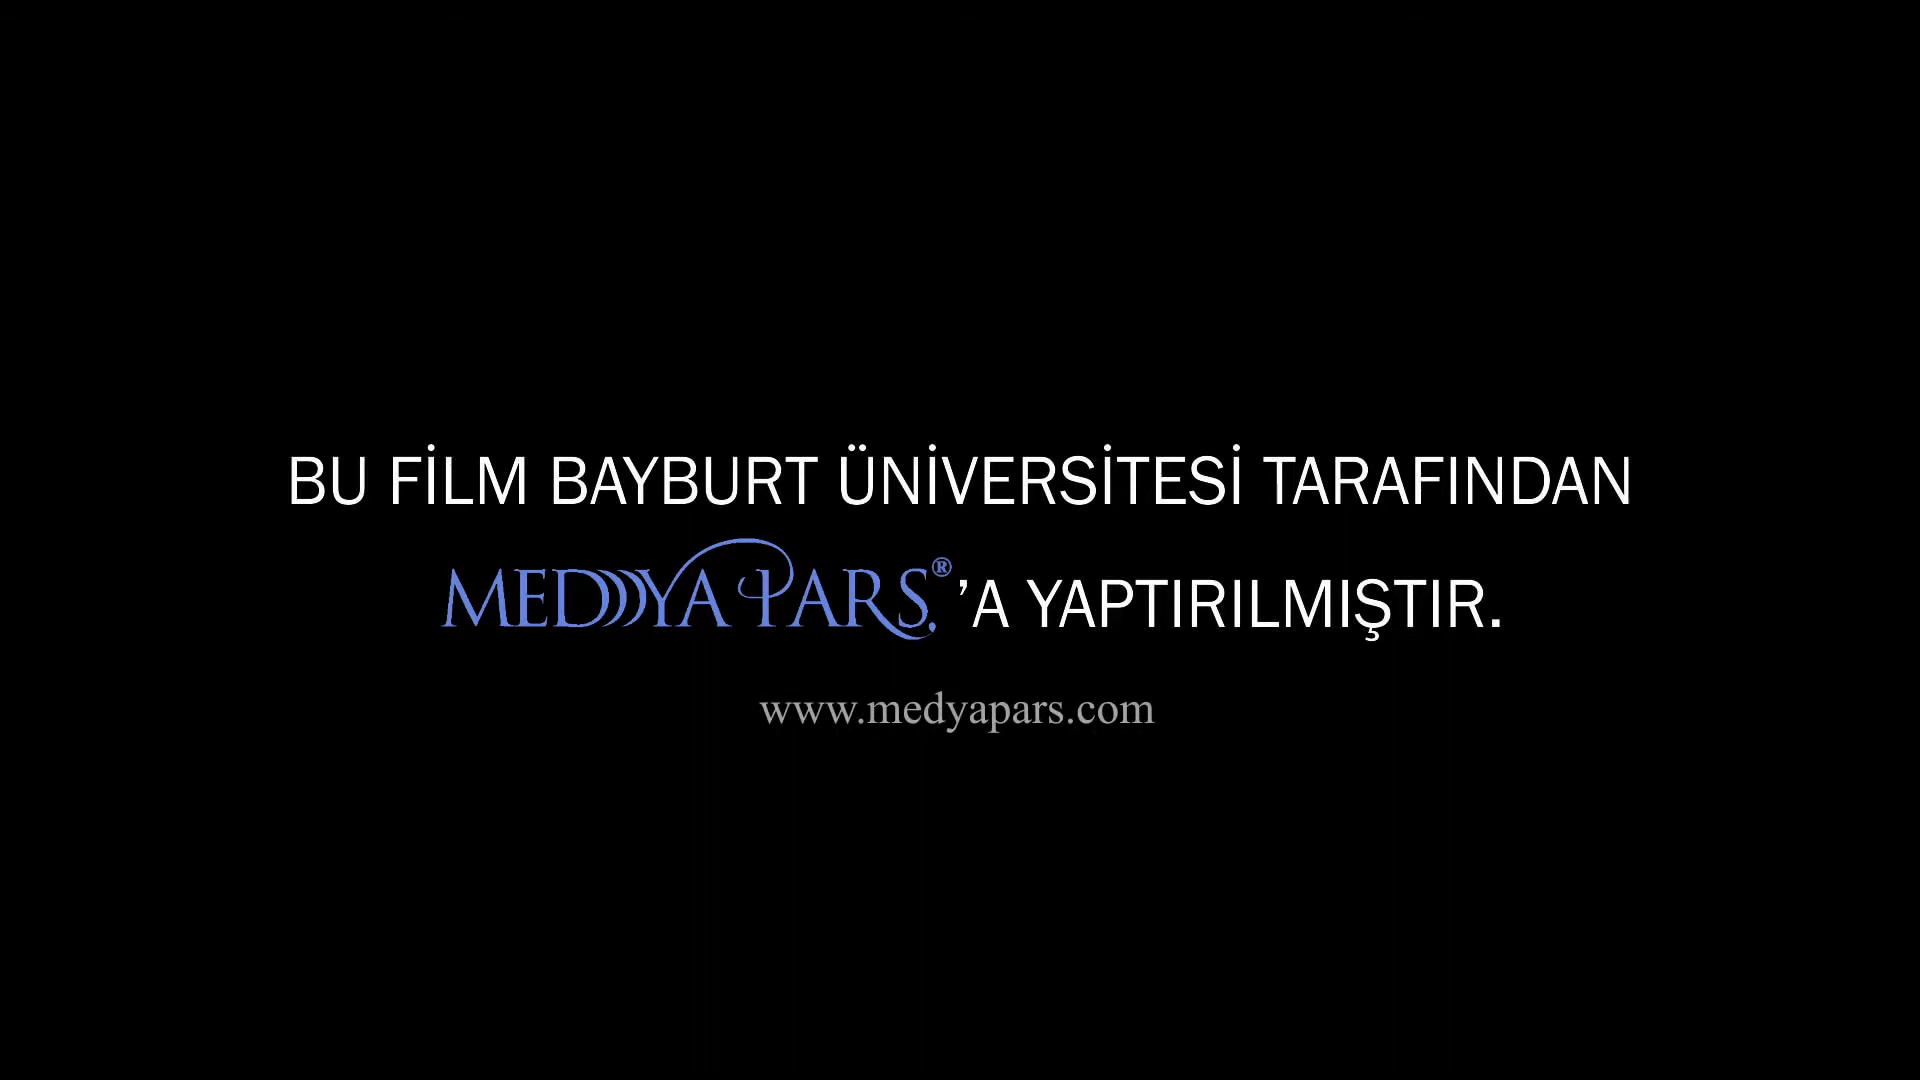 BU FİLM BAYBURT ÜNİVERSİTESİ TARAFINDAN
MEDYA PARS.® ’A YAPTIRILMIŞTIR.
www.medyapars.com